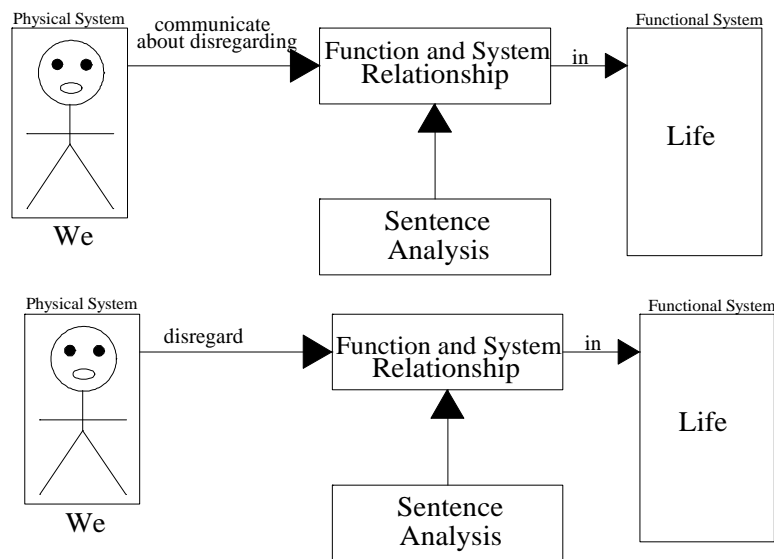 Physical System
communicate
about disregarding
Function and System
Relationship
in
Functional System
Life
We
Sentence
Analysis
Physical System
disregard
Function and System
Relationship
in
Functional System
Life
We
Sentence
Analysis